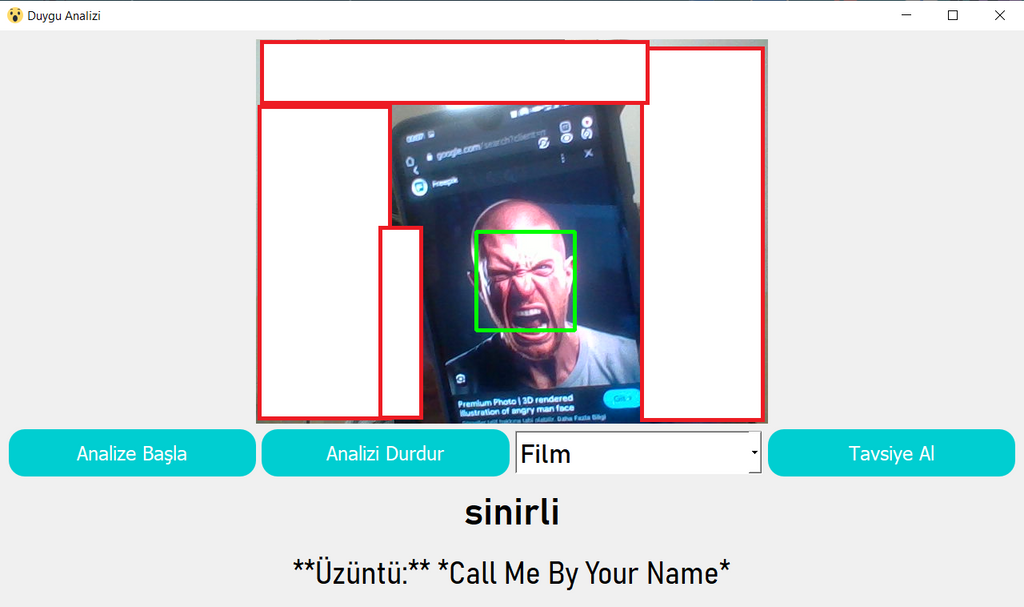 Duygu Analizi
google.com/search?client=
Freepik
Premium Photo | 3D rendered
illustration of angry man face
Git
Analize Başla
Analizi Durdur
Film
Tavsiye Al
sinirli
**Üzüntü:** *Call Me By Your Name*